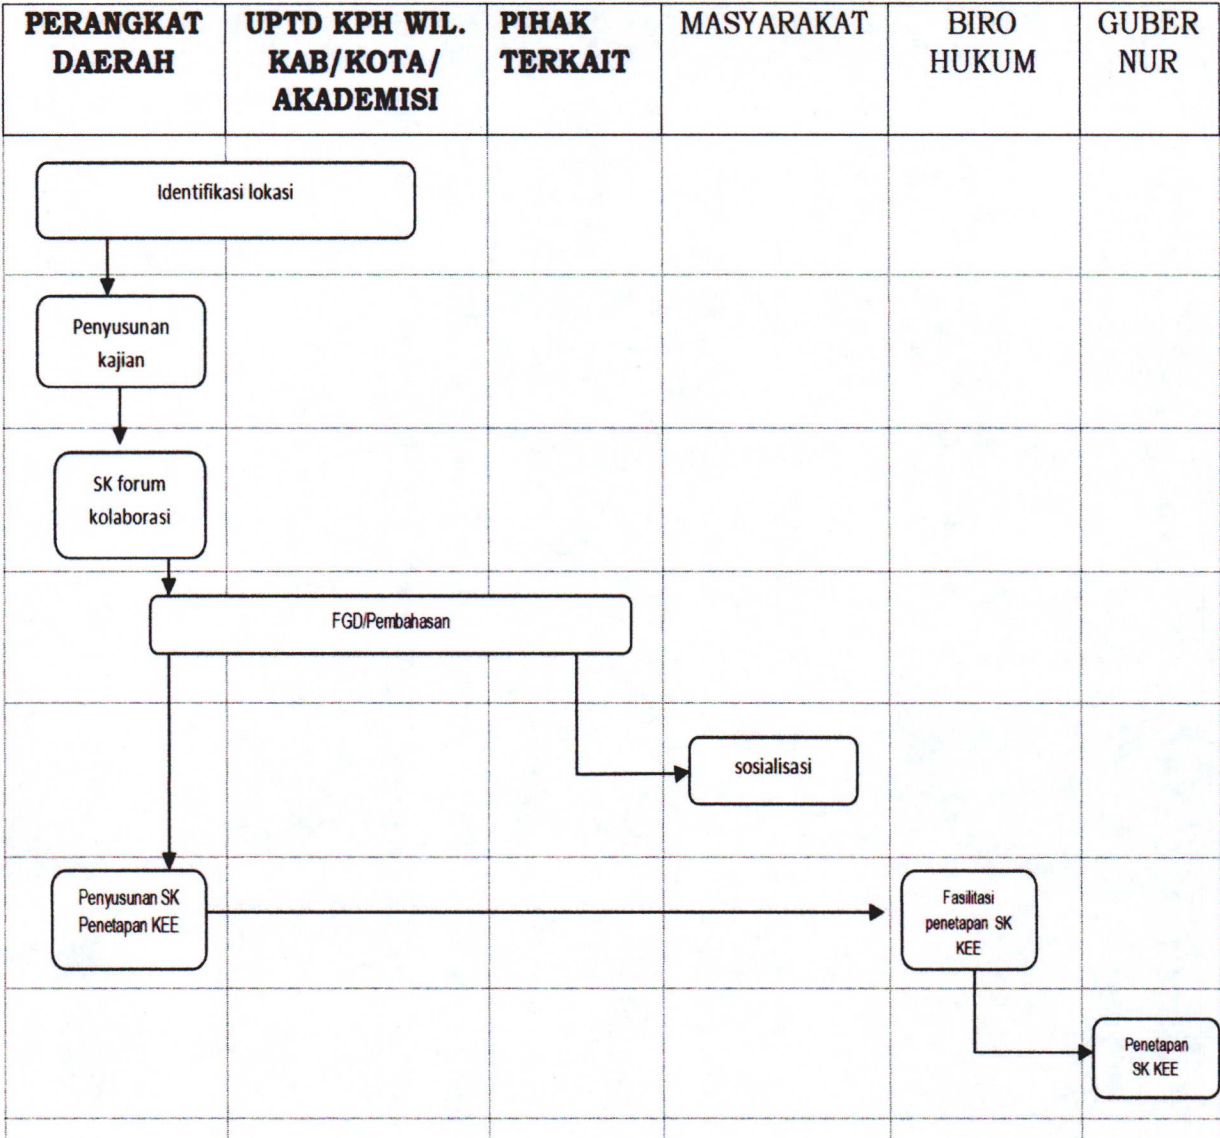 PERANGKAT
DAERAH
UPTD KPH WIL.
KAB/KOTA/
AKADEMISI
PIHAK
TERKAIT
MASYARAKAT
BIRO
HUKUM
GUBER
NUR
Identifikasi lokasi
Penyusunan
kajian
SK forum
kolaborasi
FGD/Pembahasan
sosialisasi
Penyusunan SK
Penetapan KEE
Fasilitasi
penetapan SK
KEE
Penetapan
SK KEE